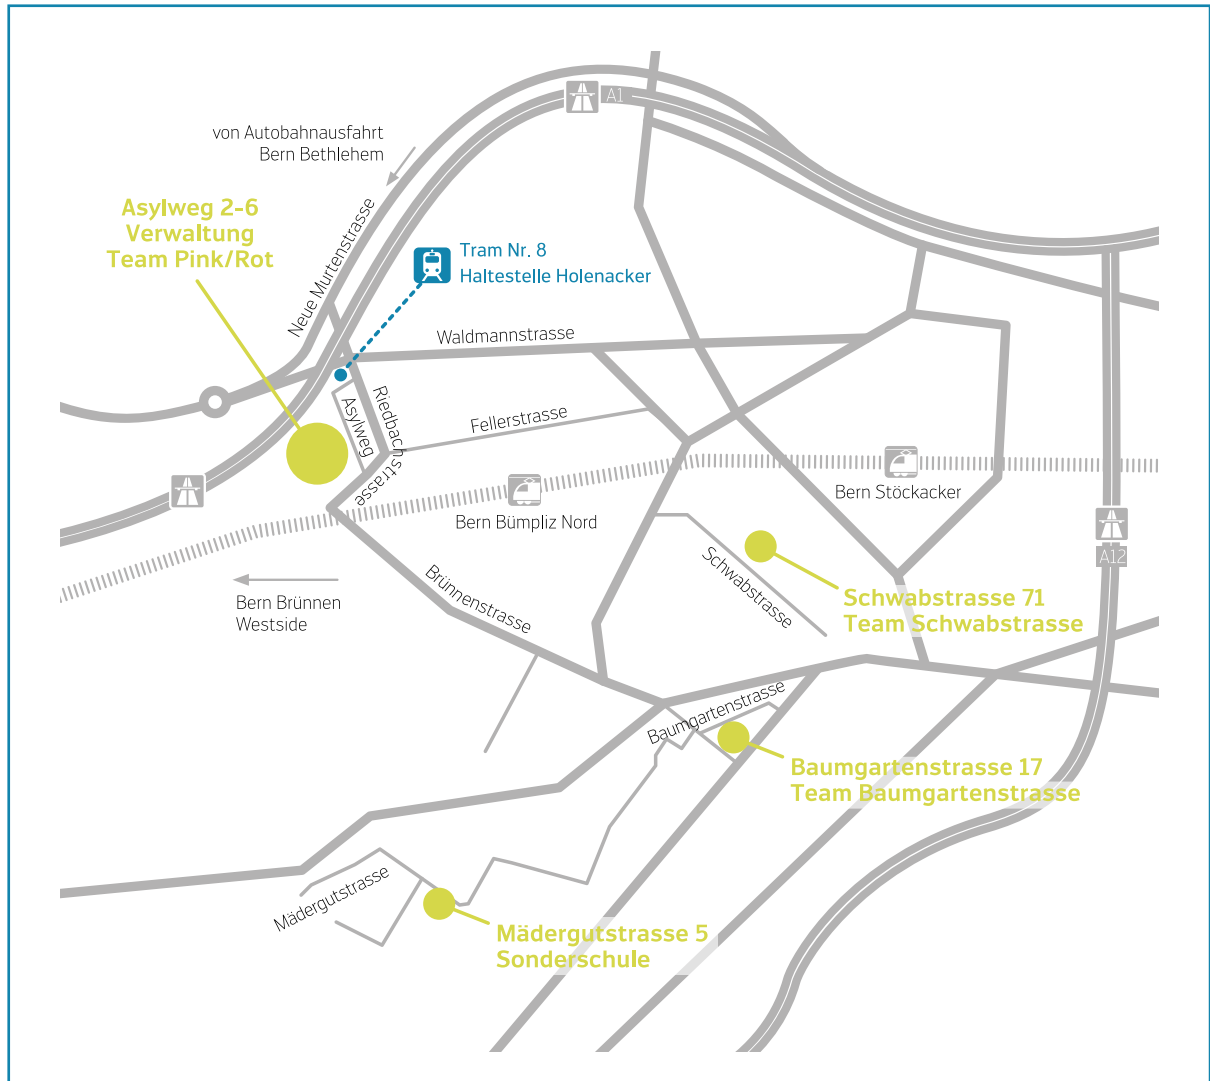 A1
von Autobahnausfahrt
Bern Bethlehem
Asylweg 2-6
Verwaltung
Team Pink/Rot
Neue Murtenstrasse
Tram Nr. 8
Haltestelle Holenacker
Waldmannstrasse
Riedbachstrasse
Asylweg
Fellerstrasse
Bern Stöckacker
Bern Bümpliz Nord
A12
Schwabstrasse
Brünnenstrasse
Bern Brünnen
Westside
Schwabstrasse 71
Team Schwabstrasse
Baumgartenstrasse
Baumgartenstrasse 17
Team Baumgartenstrasse
Mädergutstrasse
Mädergutstrasse 5
Sonderschule